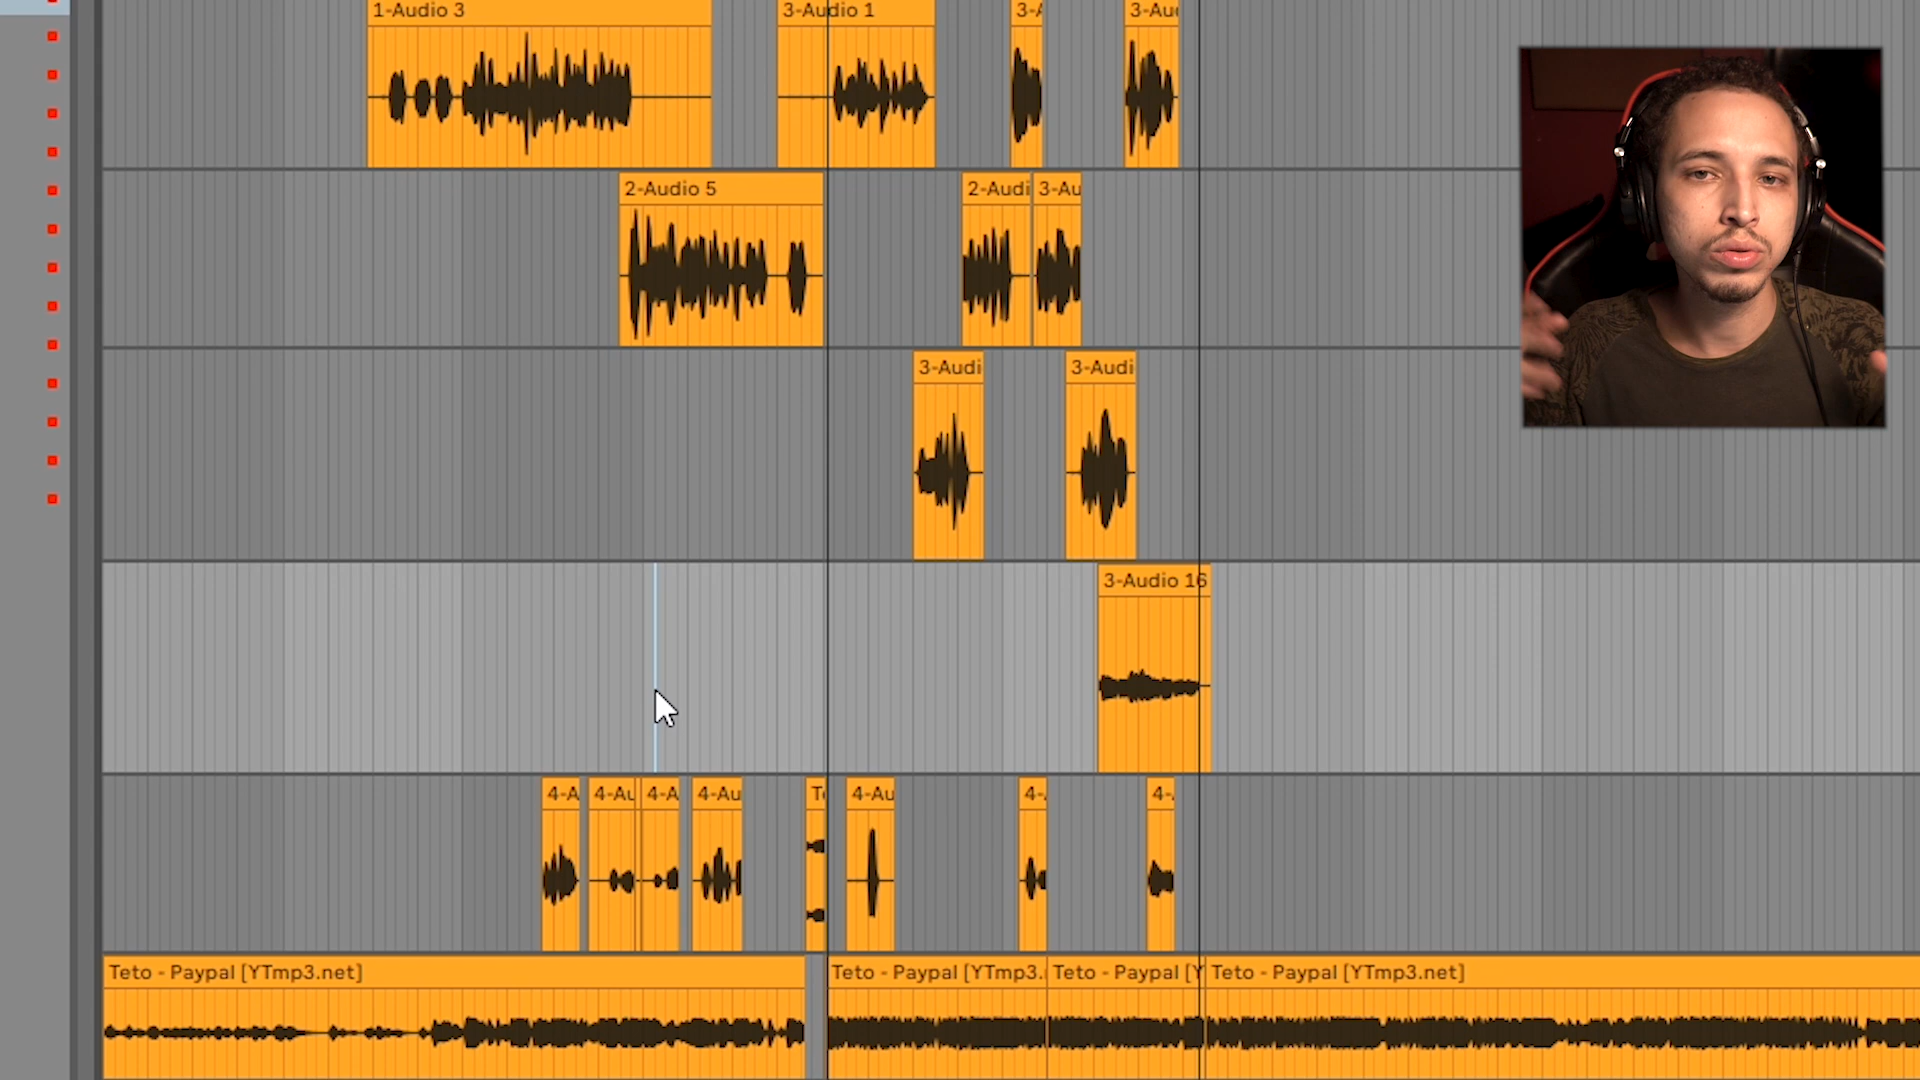 1-Audio 3
3-Audio 1
3-A
3-Au
2-Audio 5
2-Audi
3-Au
3-Audi
3-Audi
3-Audio 16
4-A
4-Au
4-A
4-Au
T
4-Au
4-
4-
Teto - Paypal [YTmp3.net]
Teto - Paypal [YTmp3.
Teto - Paypal [Y
Teto - Paypal [YTmp3.net]